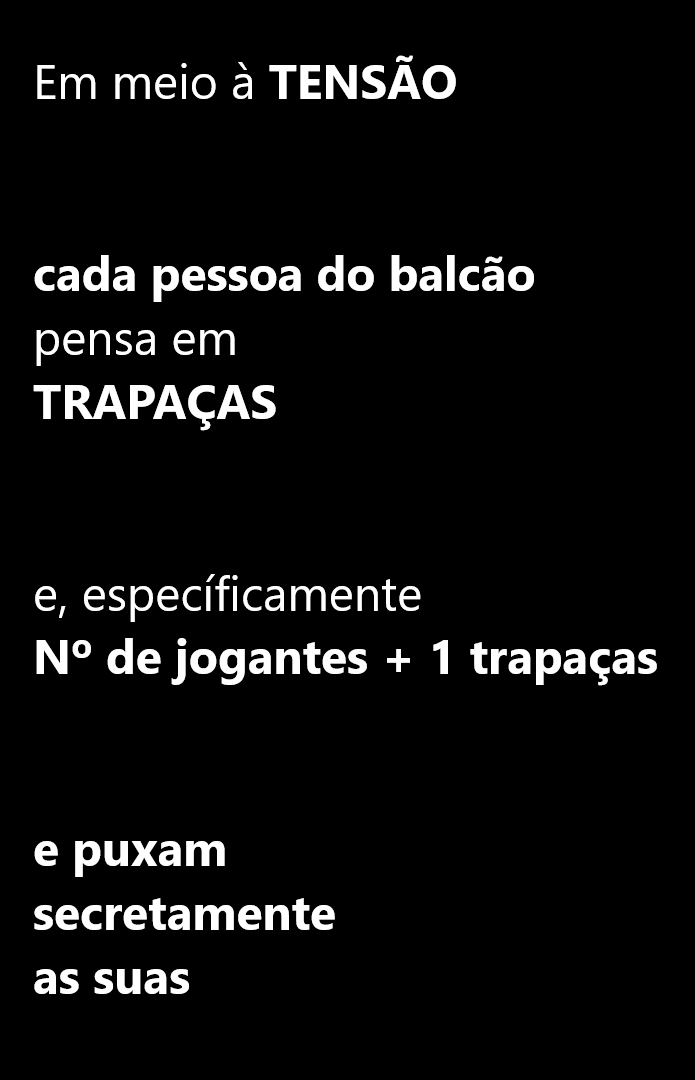 Em meio à TENSÃO
cada pessoa do balcão
pensa em
TRAPAÇAS
e, específicamente
Nº de jogantes + 1 trapaças
e puxam
secretamente
as suas